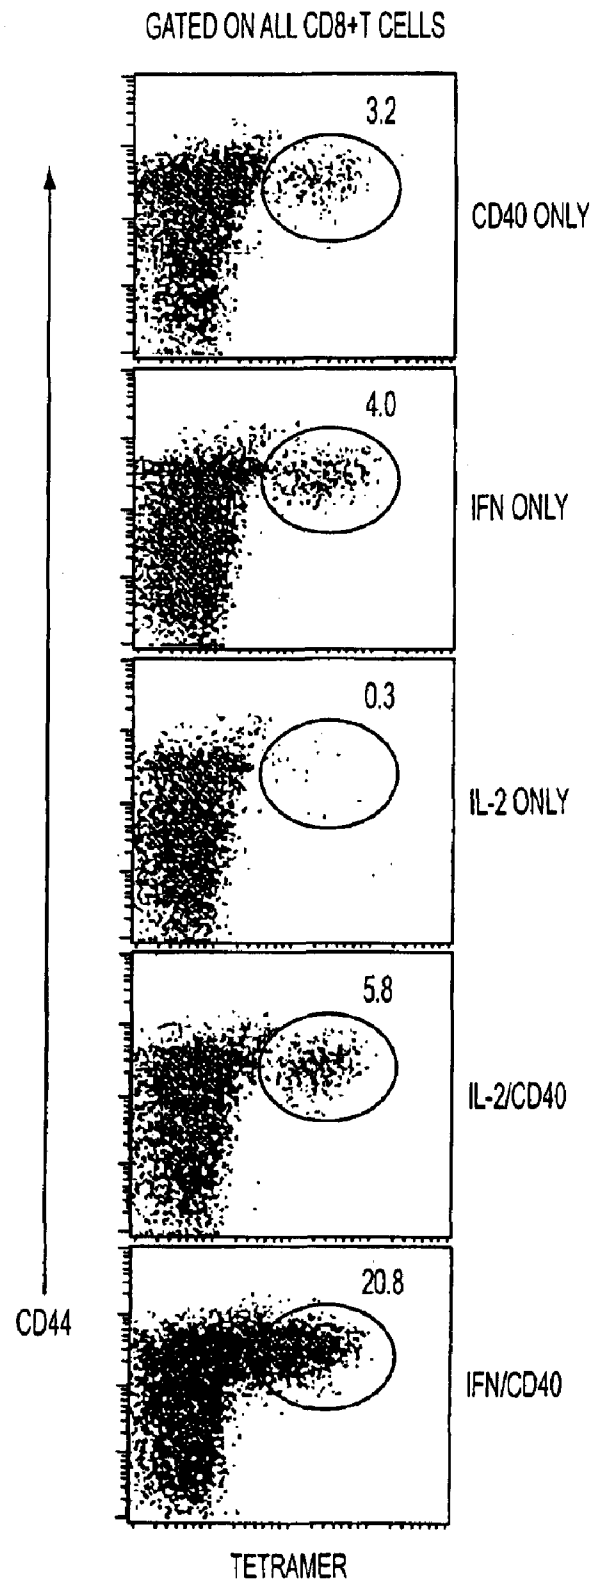 GATED ON ALL CD8+T CELLS
3.2
CD40 ONLY
4.0
IFN ONLY
0.3
IL-2 ONLY
5.8
IL-2/CD40
20.8
IFN/CD40
CD44
TETRAMER